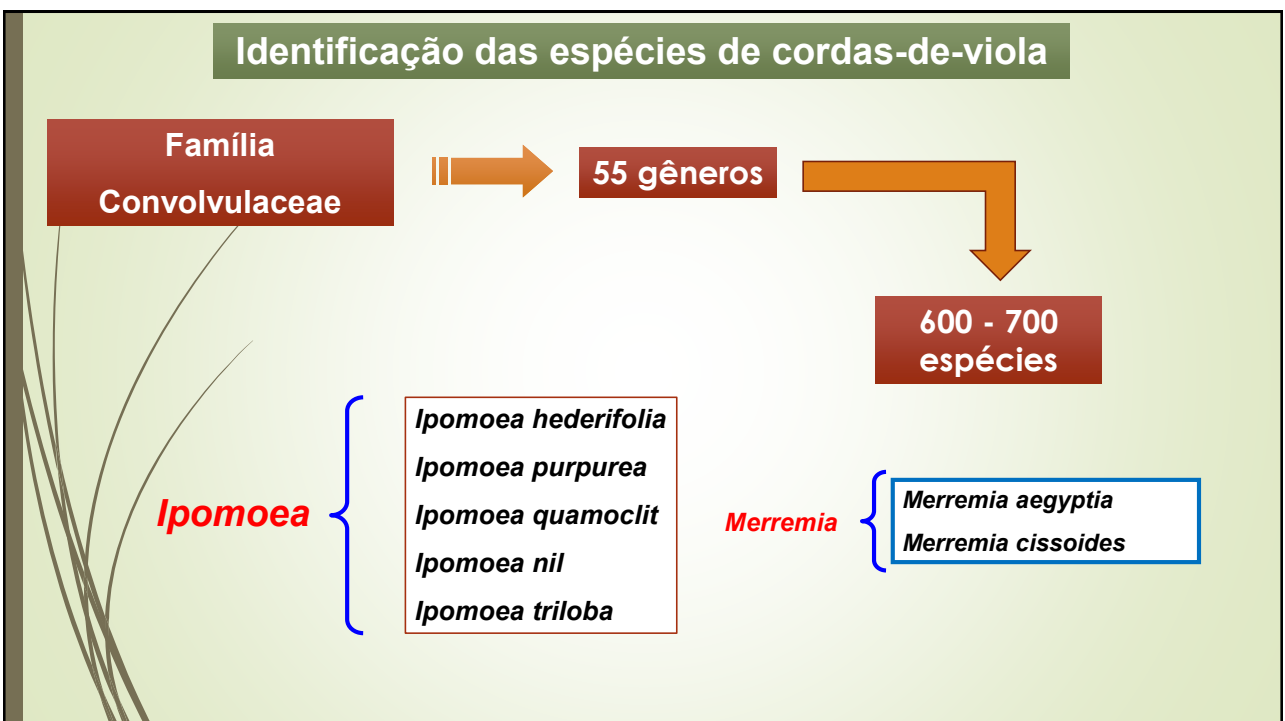 Identificação das espécies de cordas-de-viola
Família
Convolvulaceae
55 gêneros
600 - 700
espécies
Ipomoea
Ipomoea hederifolia
Ipomoea purpurea
Ipomoea quamoclit
Ipomoea nil
Ipomoea triloba
Merremia
Merremia aegyptia
Merremia cissoides